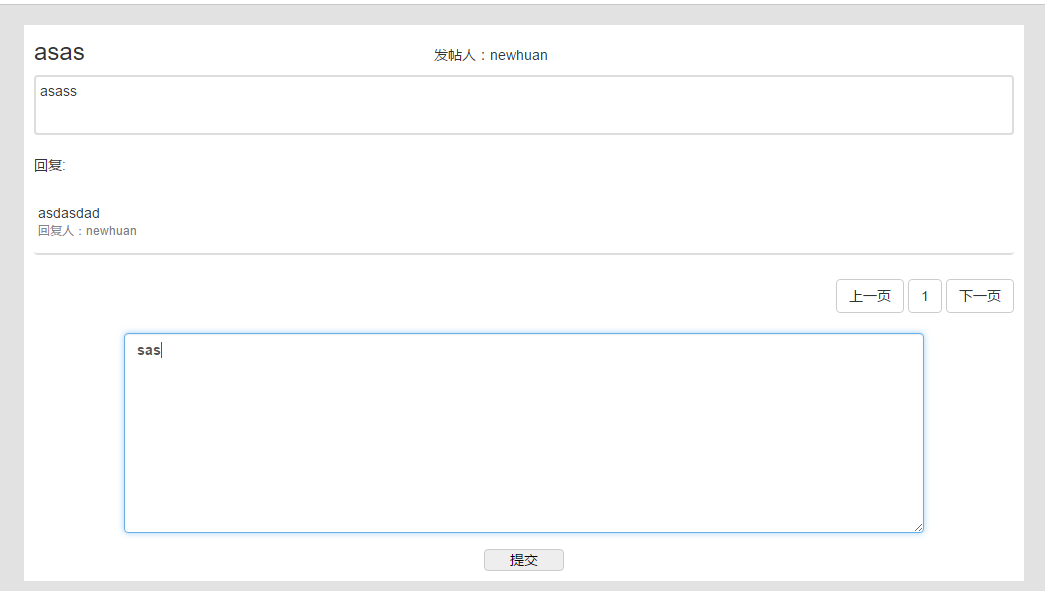 asas 发帖人：newhuan
asass
回复:
asdasdad
回复人：newhuan
上一页 1 下一页
sas
提交